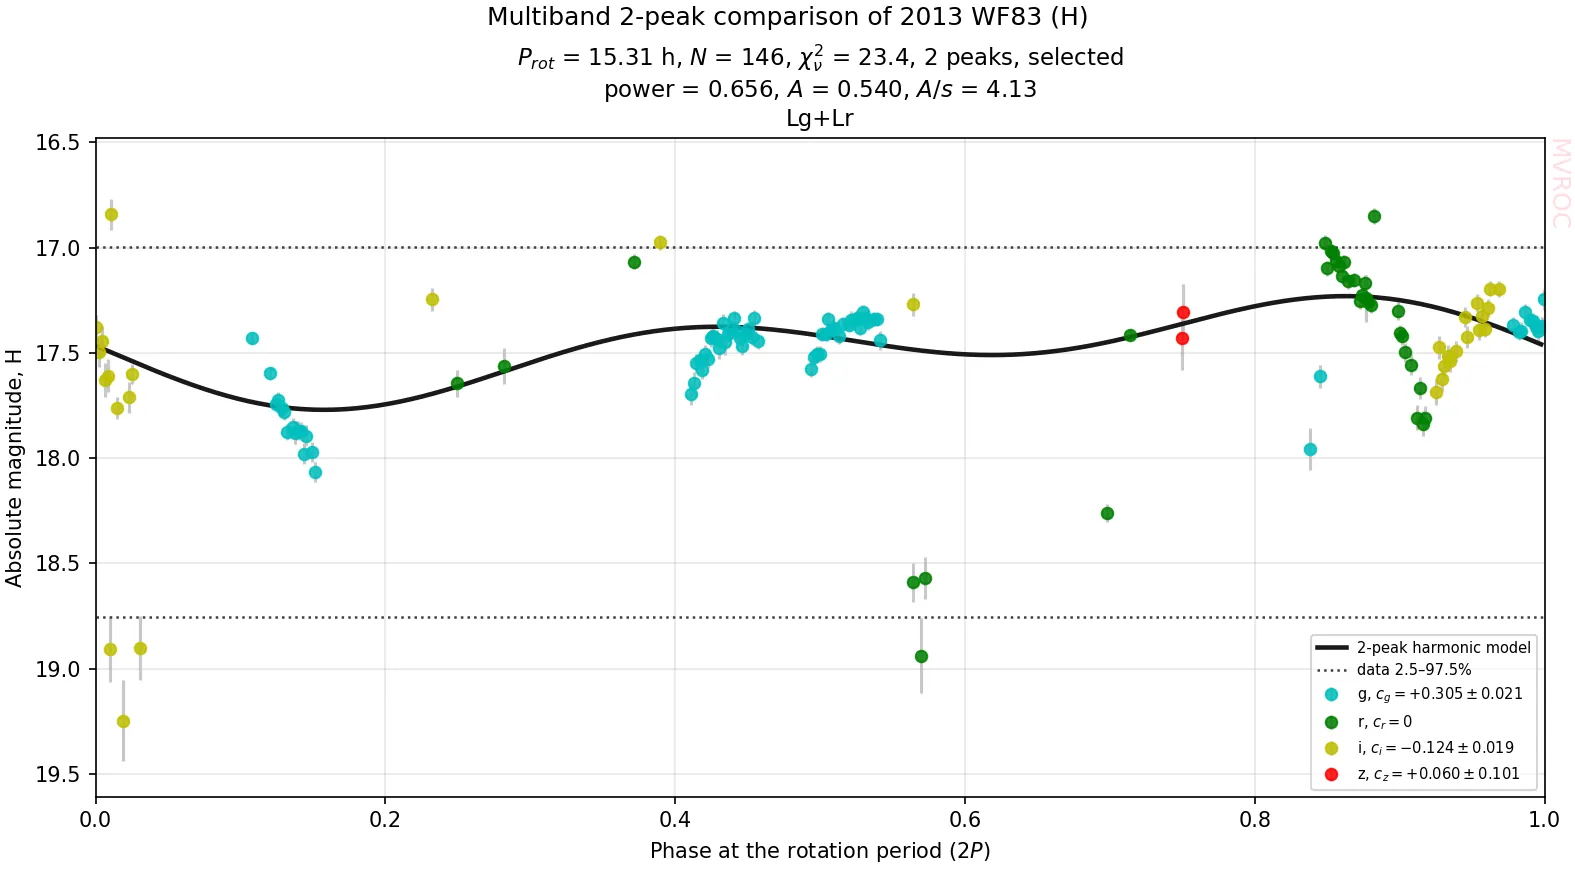 Multiband 2-peak comparison of 2013 WF83 (H)
P_rot = 15.31 h, N = 146, χ²_ν = 23.4, 2 peaks, selected
power = 0.656, A = 0.540, A/s = 4.13
Lg+Lr
MVROC
Absolute magnitude, H
16.5
17.0
17.5
18.0
18.5
19.0
19.5
2-peak harmonic model
data 2.5–97.5%
g, c_g = +0.305 ± 0.021
r, c_r = 0
i, c_i = −0.124 ± 0.019
z, c_z = +0.060 ± 0.101
0.0 0.2 0.4 0.6 0.8 1.0
Phase at the rotation period (2P)